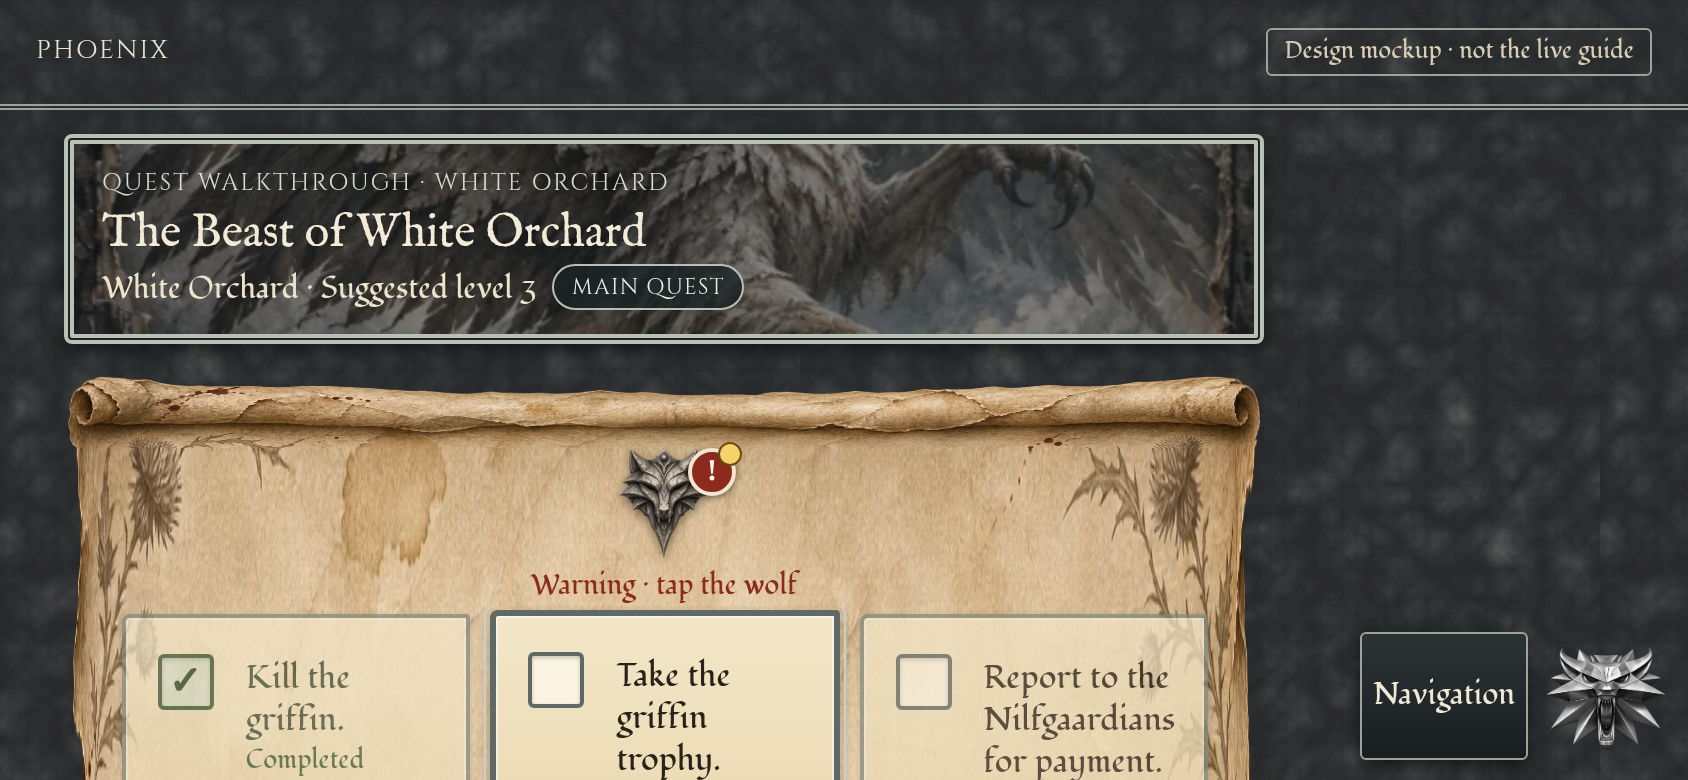 PHOENIX
Design mockup · not the live guide
QUEST WALKTHROUGH · WHITE ORCHARD
The Beast of White Orchard
White Orchard · Suggested level 3
MAIN QUEST
!
Warning · tap the wolf
✓
Kill the
griffin.
Completed
Take the
griffin
trophy.
Report to the
Nilfgaardians
for payment.
Navigation